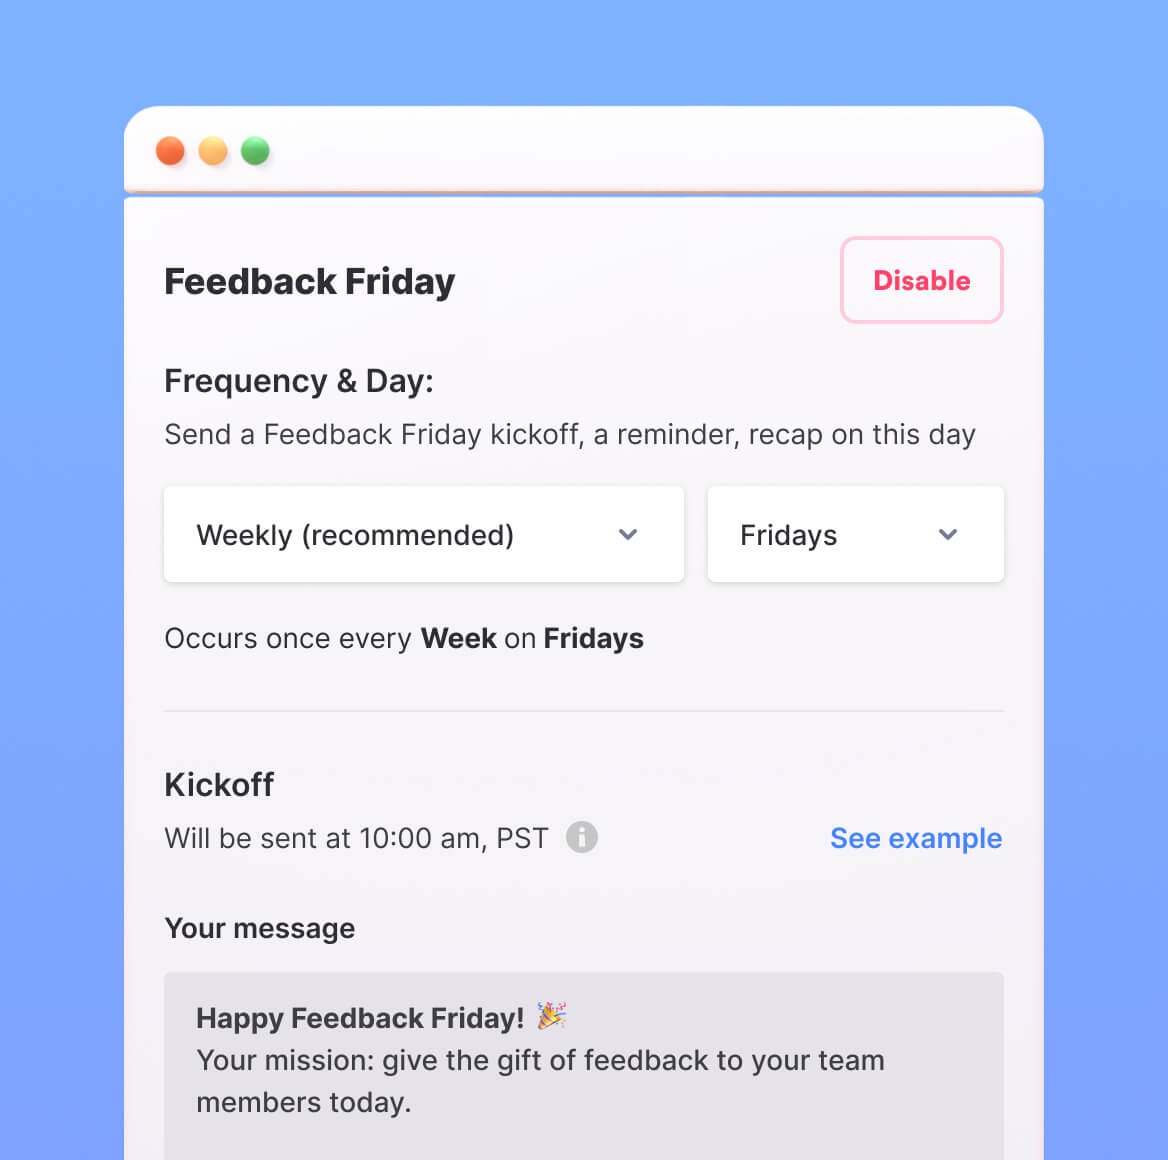 Feedback Friday
Disable
Frequency & Day:
Send a Feedback Friday kickoff, a reminder, recap on this day
Weekly (recommended)
Fridays
Occurs once every Week on Fridays
Kickoff
Will be sent at 10:00 am, PST
See example
Your message
Happy Feedback Friday! 🎉
Your mission: give the gift of feedback to your team
members today.